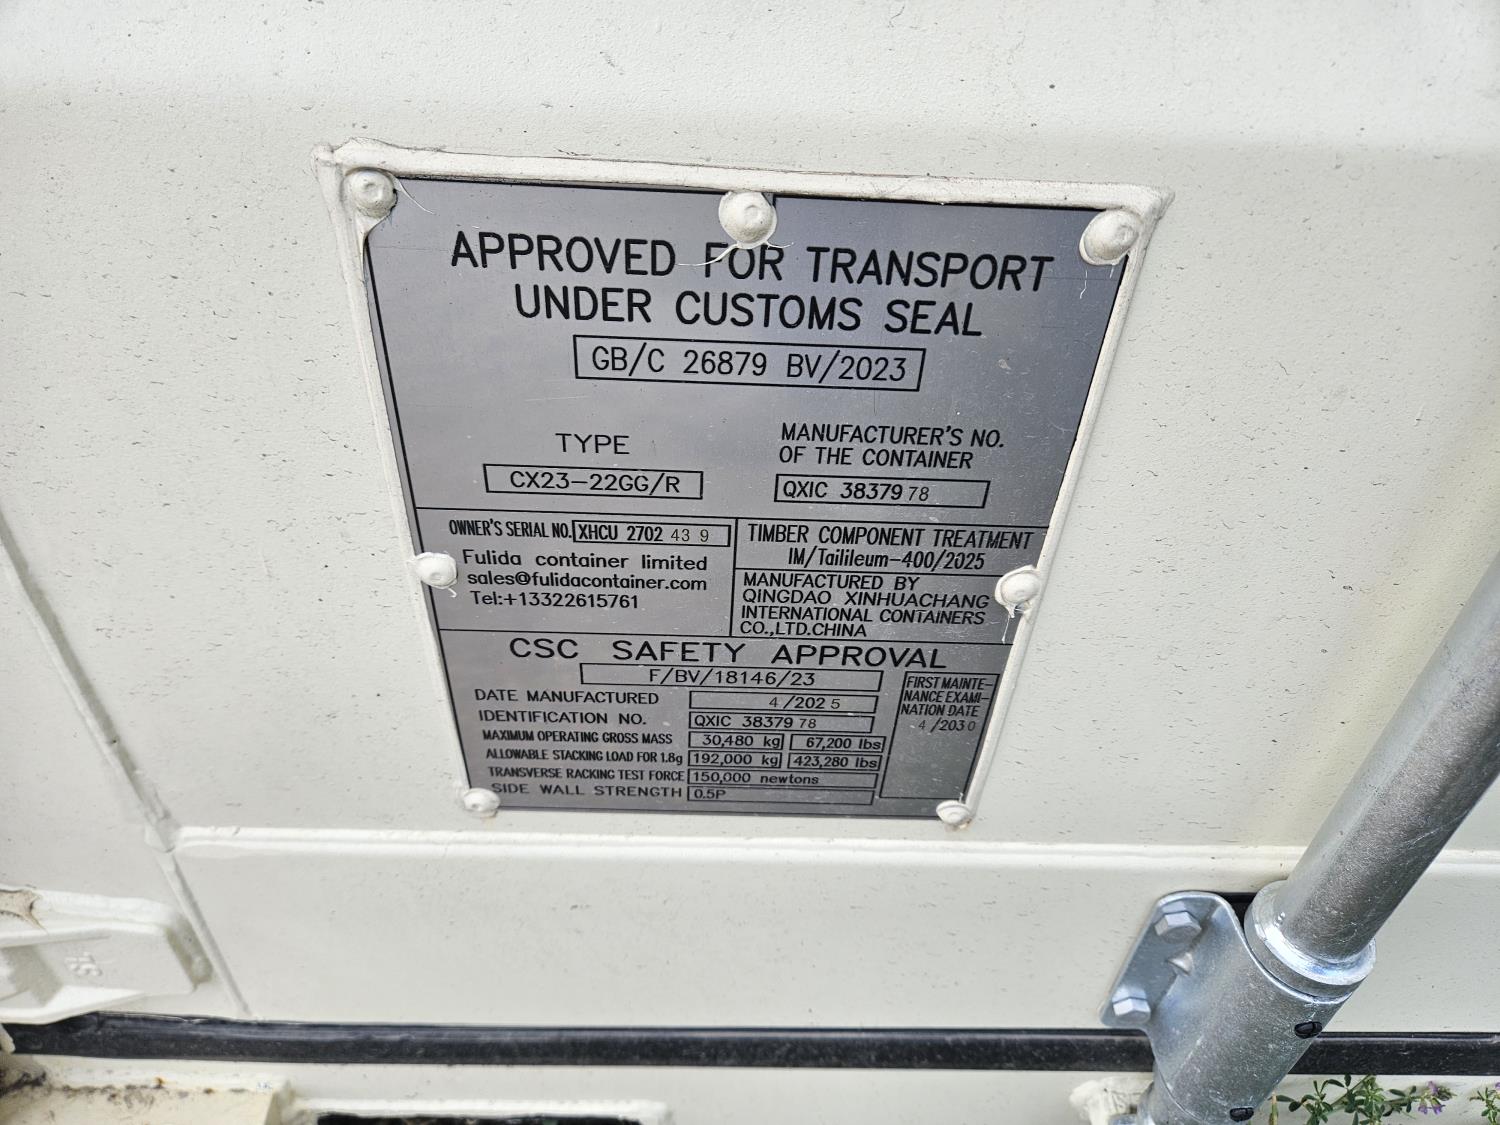 APPROVED FOR TRANSPORT
UNDER CUSTOMS SEAL
GB/C 26879 BV/2023
TYPE
CX23-22GG/R
MANUFACTURER'S NO.
OF THE CONTAINER
QXIC 3837978
OWNER'S SERIAL NO. XHCU 2702 43 9
Fulida container limited
sales@fulidacontainer.com
Tel:+13322615761
TIMBER COMPONENT TREATMENT
IM/Tailileum-400/2025
MANUFACTURED BY
QINGDAO XINHUACHANG
INTERNATIONAL CONTAINERS
CO.,LTD.CHINA
CSC SAFETY APPROVAL
F/BV/18146/23
DATE MANUFACTURED 4/2025
IDENTIFICATION NO. QXIC 3837978
MAXIMUM OPERATING GROSS MASS 30,480 kg 67,200 lbs
ALLOWABLE STACKING LOAD FOR 1.8g 192,000 kg 423,280 lbs
TRANSVERSE RACKING TEST FORCE 150,000 newtons
SIDE WALL STRENGTH 0.5P
FIRST MAINTE-
NANCE EXAMI-
NATION DATE
4/2030